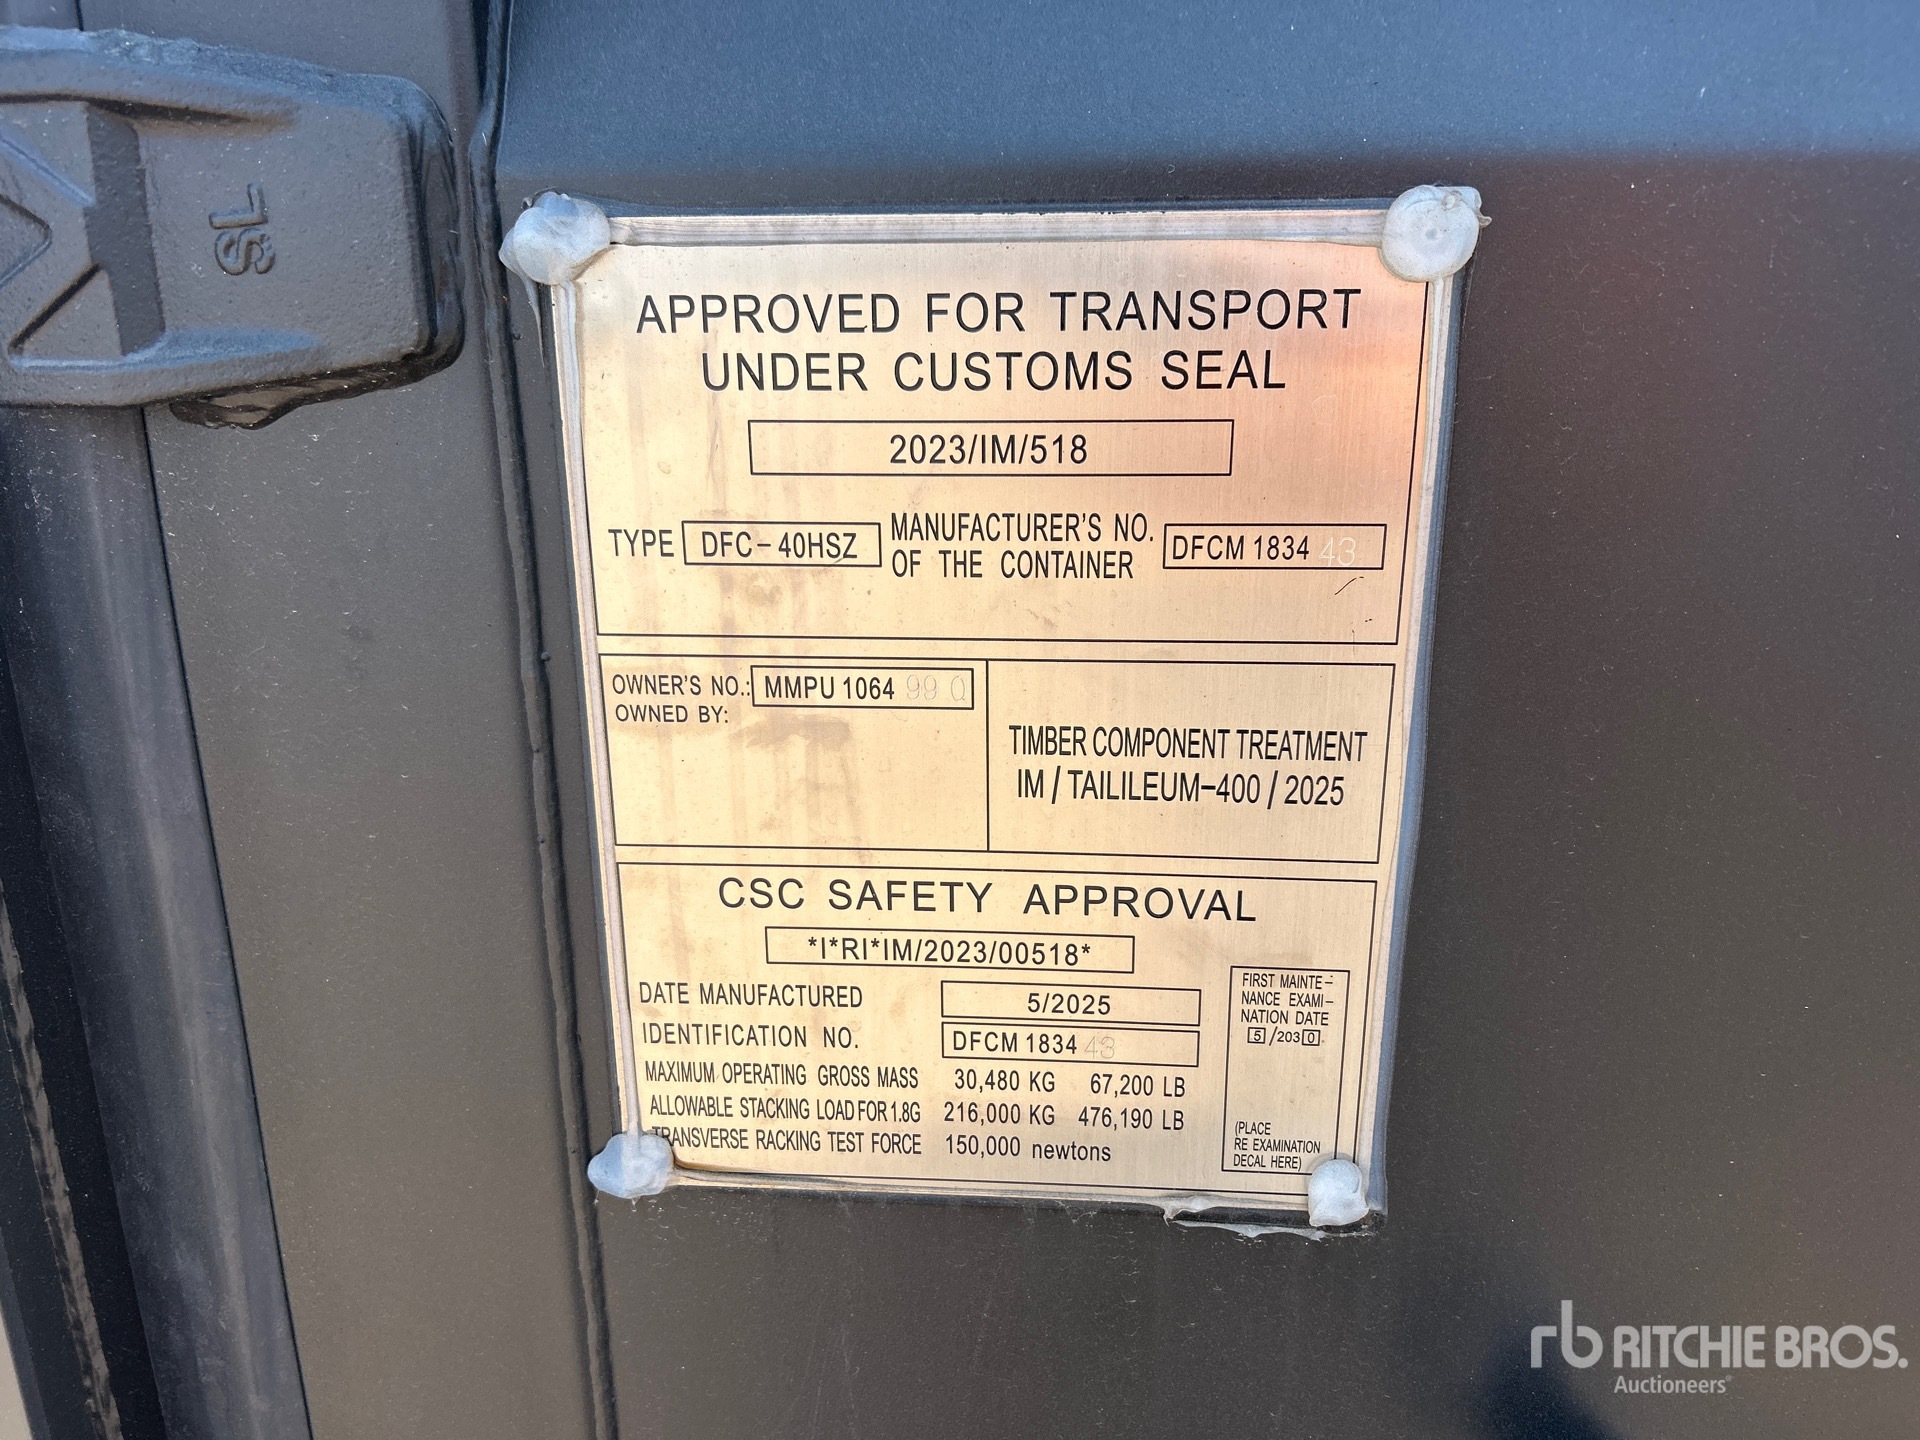 SL
APPROVED FOR TRANSPORT
UNDER CUSTOMS SEAL
2023/IM/518
TYPE DFC-40HSZ MANUFACTURER'S NO. OF THE CONTAINER DFCM 1834 43
OWNER'S NO.: MMPU 1064 99 0
OWNED BY:
TIMBER COMPONENT TREATMENT
IM / TAILILEUM-400 / 2025
CSC SAFETY APPROVAL
*I*RI*IM/2023/00518*
DATE MANUFACTURED 5/2025
IDENTIFICATION NO. DFCM 1834 43
MAXIMUM OPERATING GROSS MASS 30,480 KG 67,200 LB
ALLOWABLE STACKING LOAD FOR 1.8G 216,000 KG 476,190 LB
TRANSVERSE RACKING TEST FORCE 150,000 newtons
FIRST MAINTE-
NANCE EXAMI-
NATION DATE
5 /203 0.
(PLACE
RE EXAMINATION
DECAL HERE)
rb RITCHIE BROS.
Auctioneers